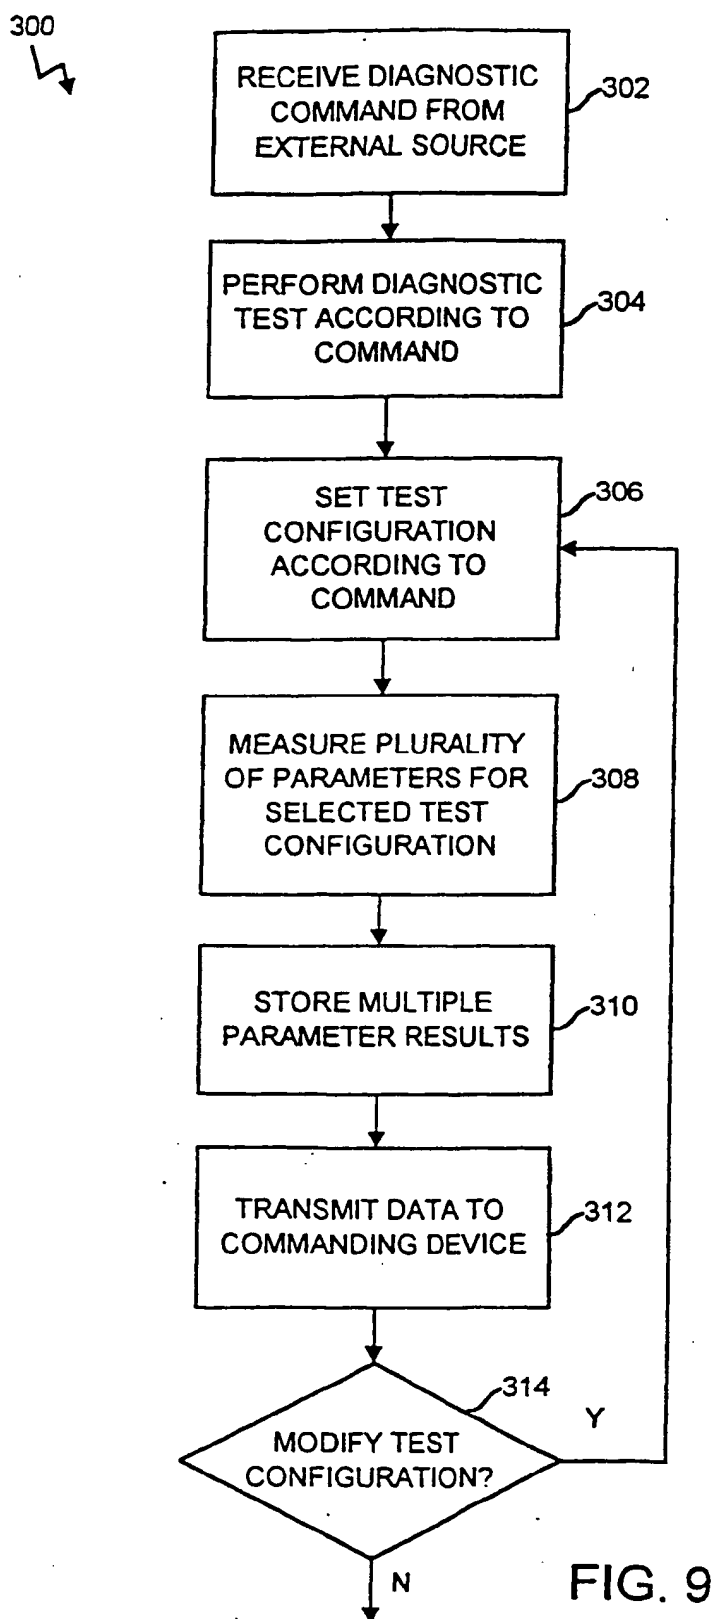 300
RECEIVE DIAGNOSTIC
COMMAND FROM
EXTERNAL SOURCE
302
PERFORM DIAGNOSTIC
TEST ACCORDING TO
COMMAND
304
SET TEST
CONFIGURATION
ACCORDING TO
COMMAND
306
MEASURE PLURALITY
OF PARAMETERS FOR
SELECTED TEST
CONFIGURATION
308
STORE MULTIPLE
PARAMETER RESULTS
310
TRANSMIT DATA TO
COMMANDING DEVICE
312
314
MODIFY TEST
CONFIGURATION?
Y
N
FIG. 9